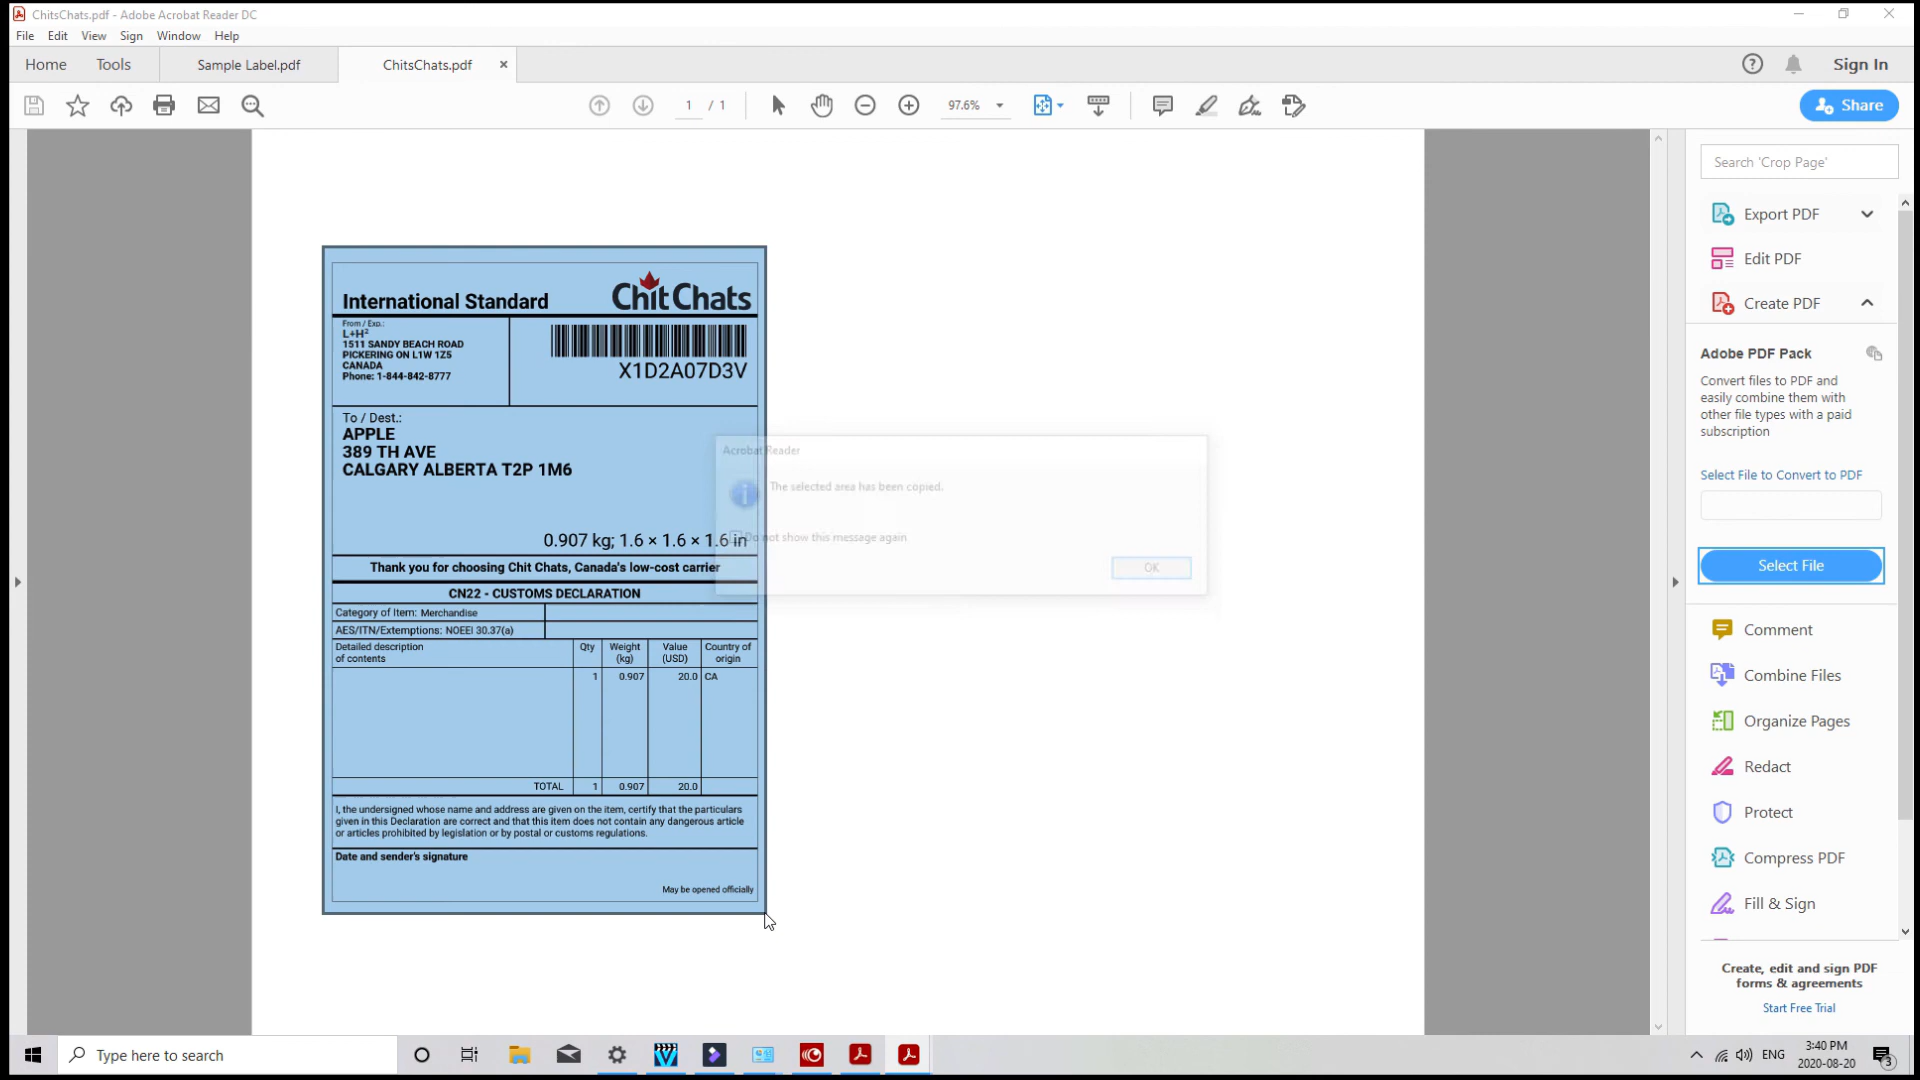 ChitsChats.pdf - Adobe Acrobat Reader DC
File Edit View Sign Window Help
Home Tools Sample Label.pdf ChitsChats.pdf × Sign In
1 / 1 97.6% Share
Search 'Crop Page'
Export PDF
Edit PDF
Create PDF
Adobe PDF Pack
Convert files to PDF and
easily combine them with
other file types with a paid
subscription
Select File to Convert to PDF
Select File
Comment
Combine Files
Organize Pages
Redact
Protect
Compress PDF
Fill & Sign
Create, edit and sign PDF
forms & agreements
Start Free Trial
International Standard
Chit Chats
From / Exp.:
L+H²
1511 SANDY BEACH ROAD
PICKERING ON L1W 1Z5
CANADA
Phone: 1-844-842-8777
X1D2A07D3V
To / Dest.:
APPLE
389 TH AVE
CALGARY ALBERTA T2P 1M6
0.907 kg; 1.6 × 1.6 × 1.6 in
Thank you for choosing Chit Chats, Canada's low-cost carrier
CN22 - CUSTOMS DECLARATION
Category of Item: Merchandise
AES/ITN/Exemptions: NOEEI 30.37(a)
Detailed description
of contents
Qty
Weight
(kg)
Value
(USD)
Country of
origin
1 0.907 20.0 CA
TOTAL 1 0.907 20.0
I, the undersigned whose name and address are given on the item, certify that the particulars
given in this Declaration are correct and that this item does not contain any dangerous article
or articles prohibited by legislation or by postal or customs regulations.
Date and sender's signature
May be opened officially
Acrobat Reader
The selected area has been copied.
Do not show this message again
OK
Type here to search
ENG
3:40 PM
2020-08-20
3